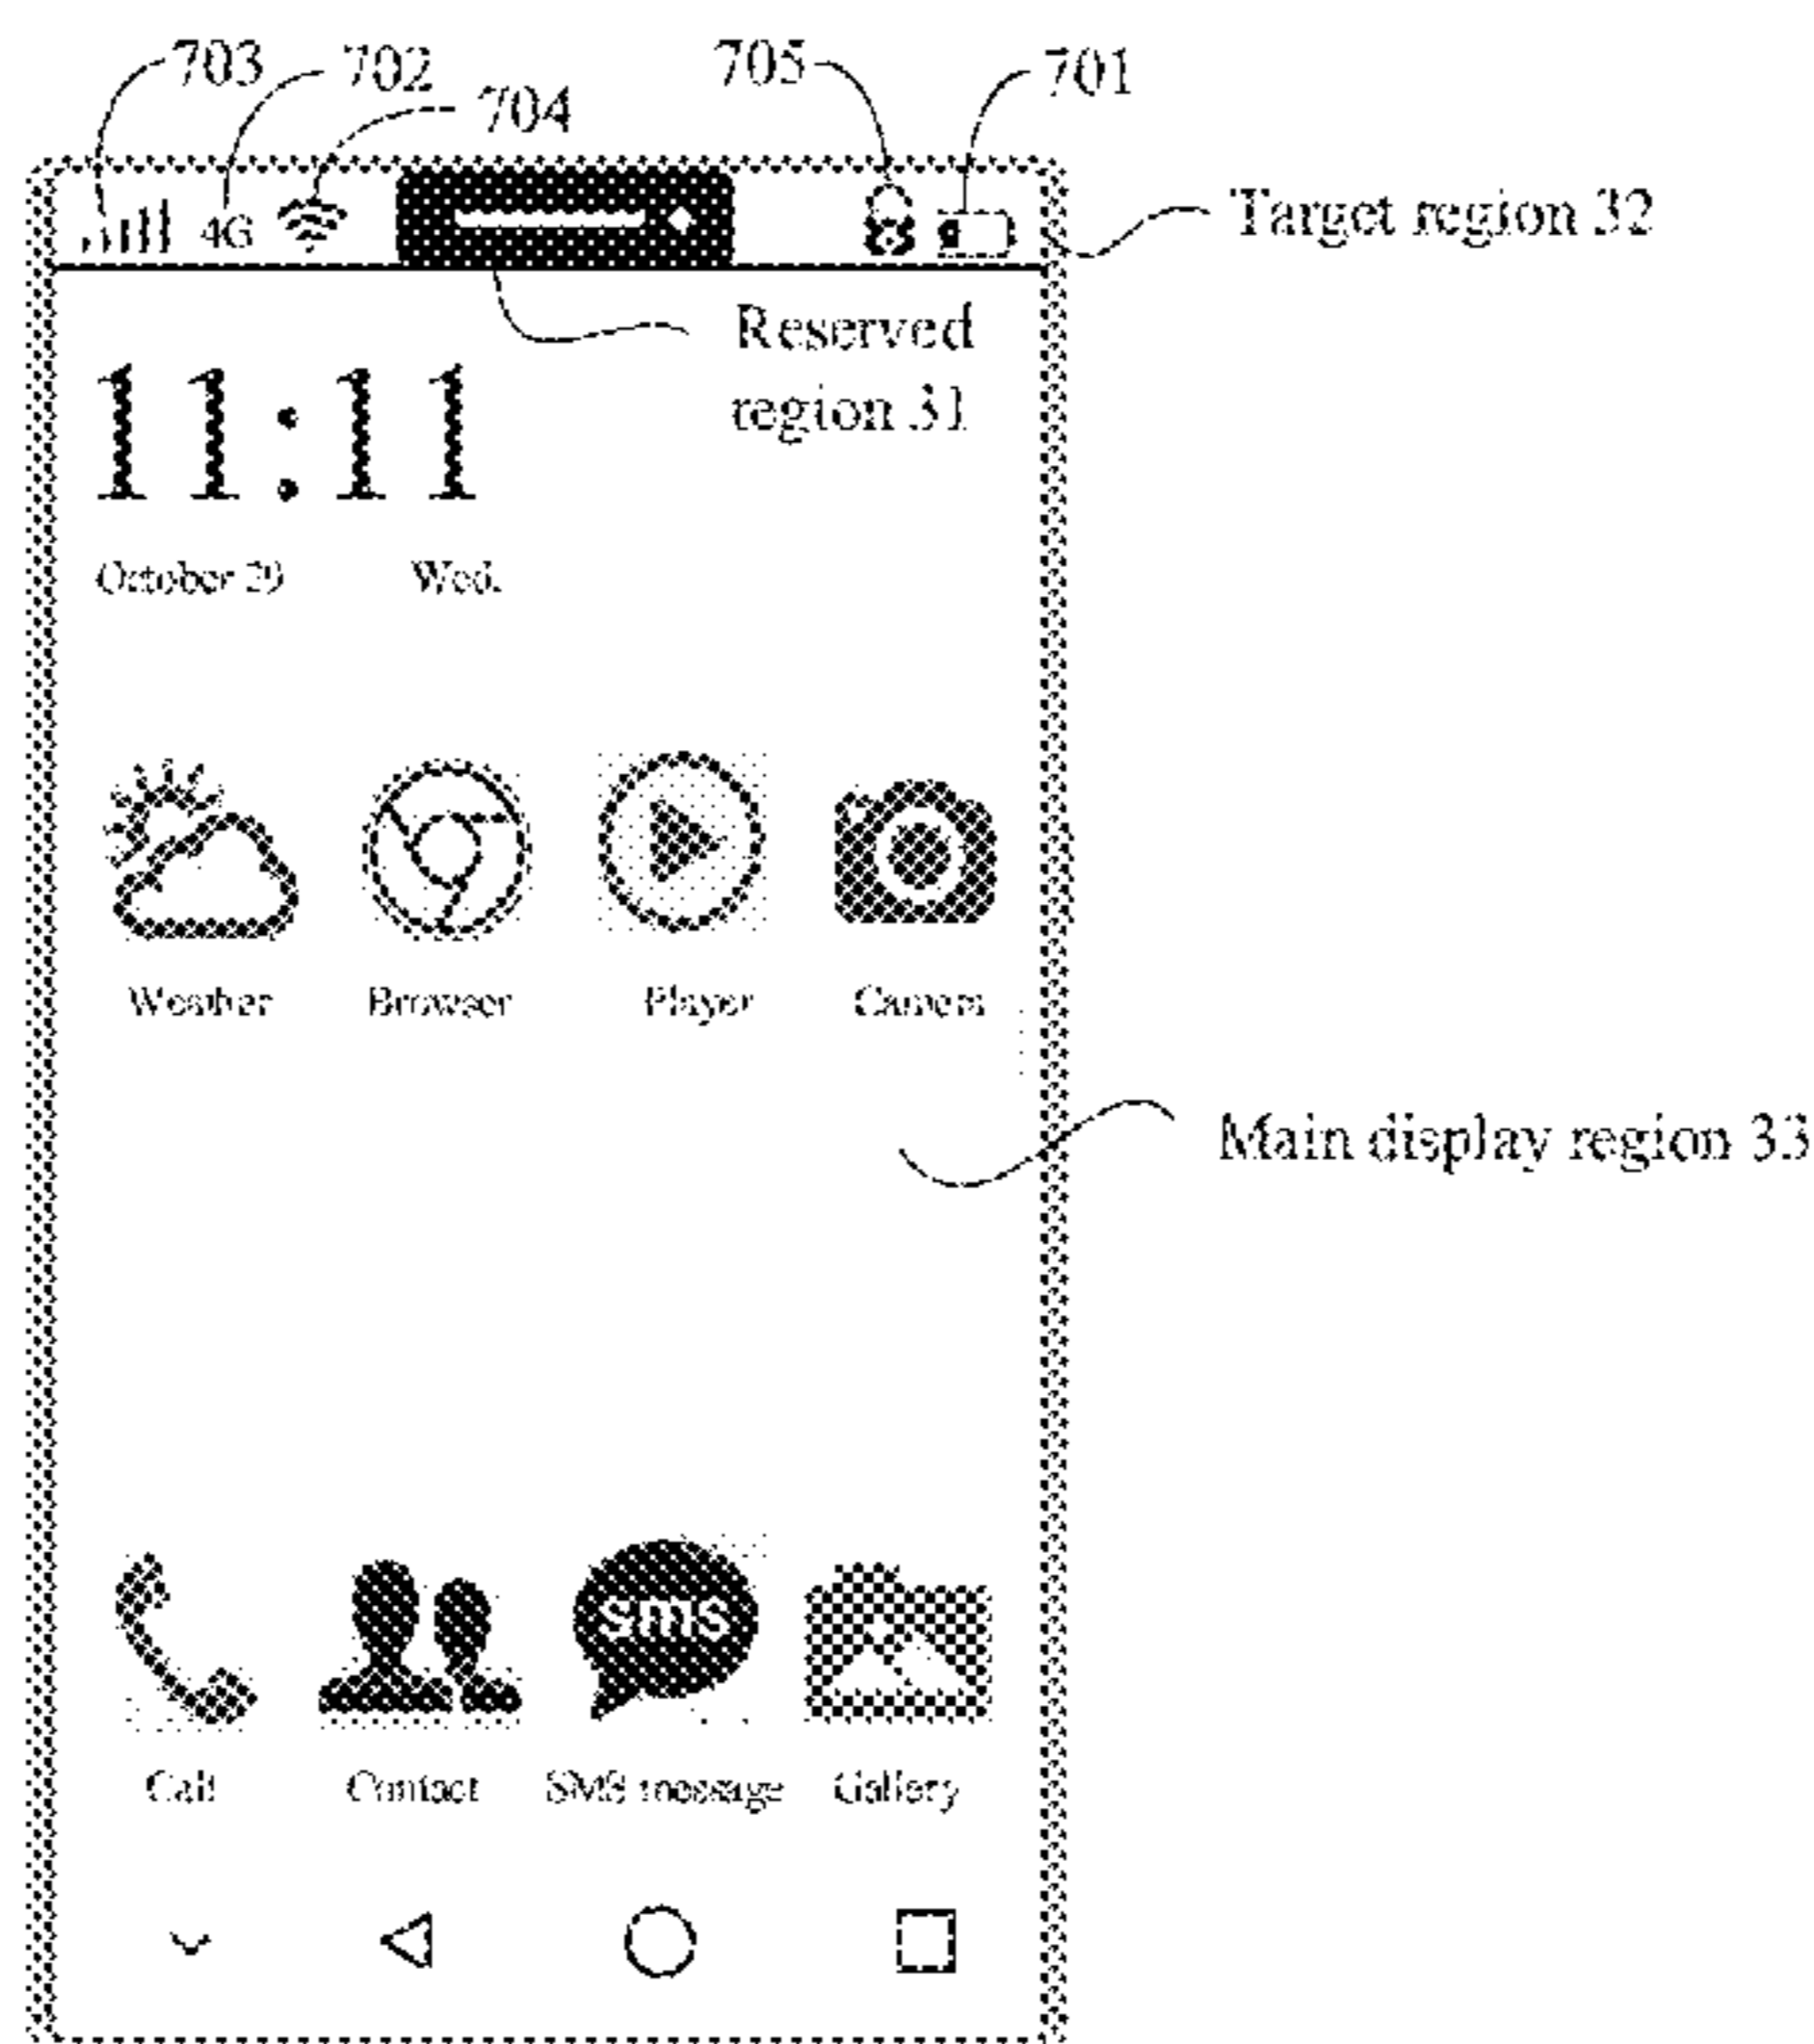 703 702 704 705 701
4G
Target region 32
Reserved
region 31
11:11
October 29 Wed.
Weather Browser Player Camera
Main display region 33
sms
Call Contact SMS message Gallery